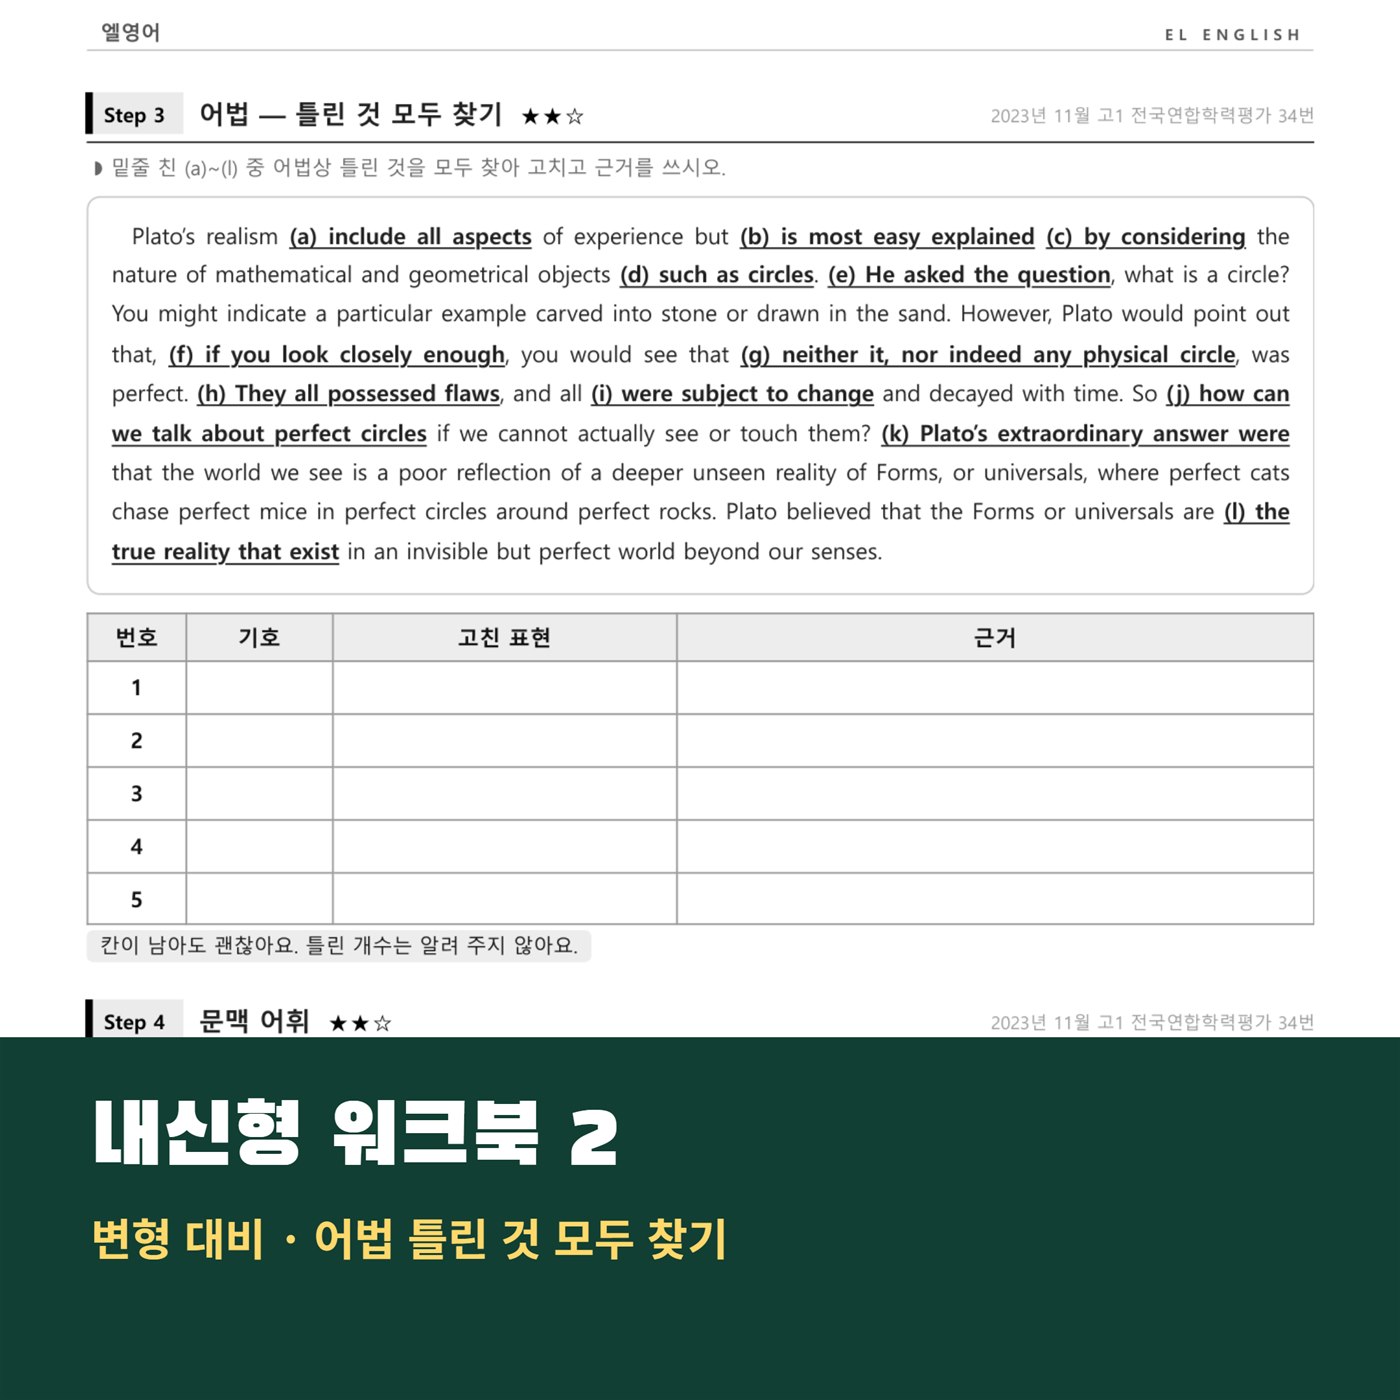 엘영어
EL ENGLISH
Step 3 어법 — 틀린 것 모두 찾기 ★★☆ 2023년 11월 고1 전국연합학력평가 34번
◗ 밑줄 친 (a)~(l) 중 어법상 틀린 것을 모두 찾아 고치고 근거를 쓰시오.
Plato’s realism (a) include all aspects of experience but (b) is most easy explained (c) by considering the
nature of mathematical and geometrical objects (d) such as circles. (e) He asked the question, what is a circle?
You might indicate a particular example carved into stone or drawn in the sand. However, Plato would point out
that, (f) if you look closely enough, you would see that (g) neither it, nor indeed any physical circle, was
perfect. (h) They all possessed flaws, and all (i) were subject to change and decayed with time. So (j) how can
we talk about perfect circles if we cannot actually see or touch them? (k) Plato’s extraordinary answer were
that the world we see is a poor reflection of a deeper unseen reality of Forms, or universals, where perfect cats
chase perfect mice in perfect circles around perfect rocks. Plato believed that the Forms or universals are (l) the
true reality that exist in an invisible but perfect world beyond our senses.
번호 기호 고친 표현 근거
1
2
3
4
5
칸이 남아도 괜찮아요. 틀린 개수는 알려 주지 않아요.
Step 4 문맥 어휘 ★★☆ 2023년 11월 고1 전국연합학력평가 34번
내신형 워크북 2
변형 대비 · 어법 틀린 것 모두 찾기